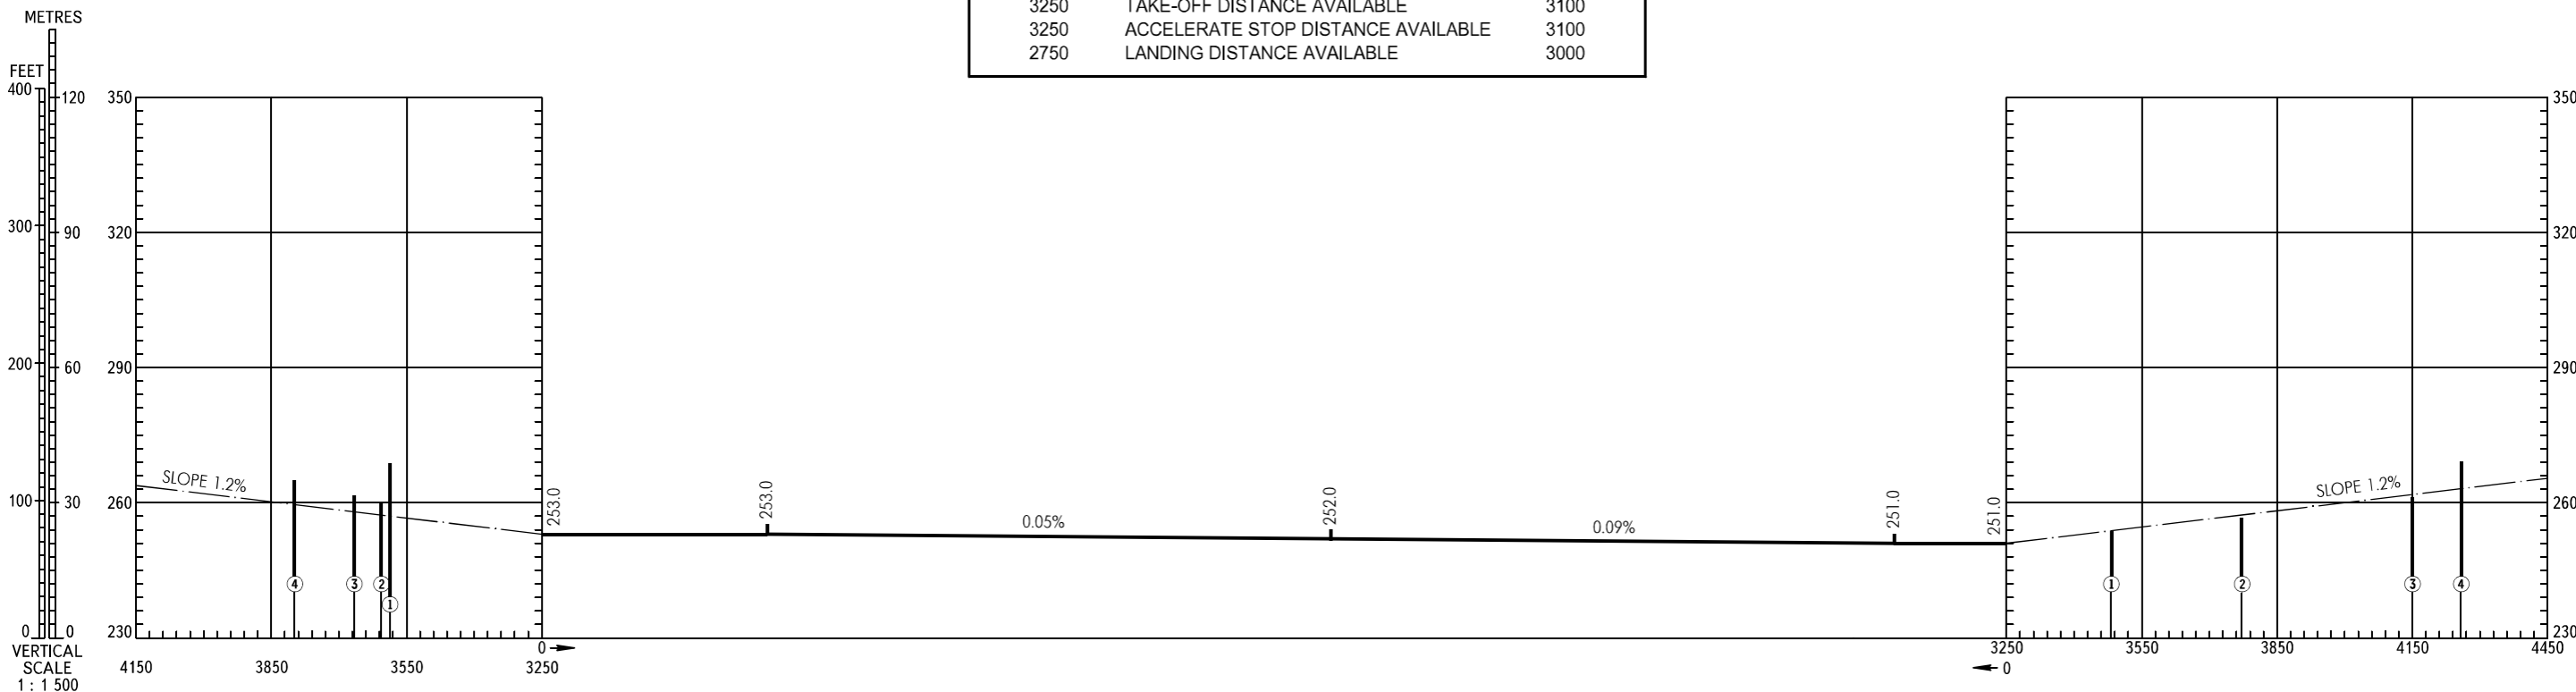 3250 TAKE-OFF DISTANCE AVAILABLE 3100
3250 ACCELERATE STOP DISTANCE AVAILABLE 3100
2750 LANDING DISTANCE AVAILABLE 3000
METRES
FEET
400 120 350 350
300 90 320 320
200 60 290 290
SLOPE 1.2% SLOPE 1.2%
100 30 260 260
253.0 253.0 0.05% 252.0 0.09% 251.0 251.0
4 3 2 1 1 2 3 4
0 0 230 230
VERTICAL
SCALE
1 : 1 500
0
4150 3850 3550 3250
3250 3550 3850 4150 4450
0